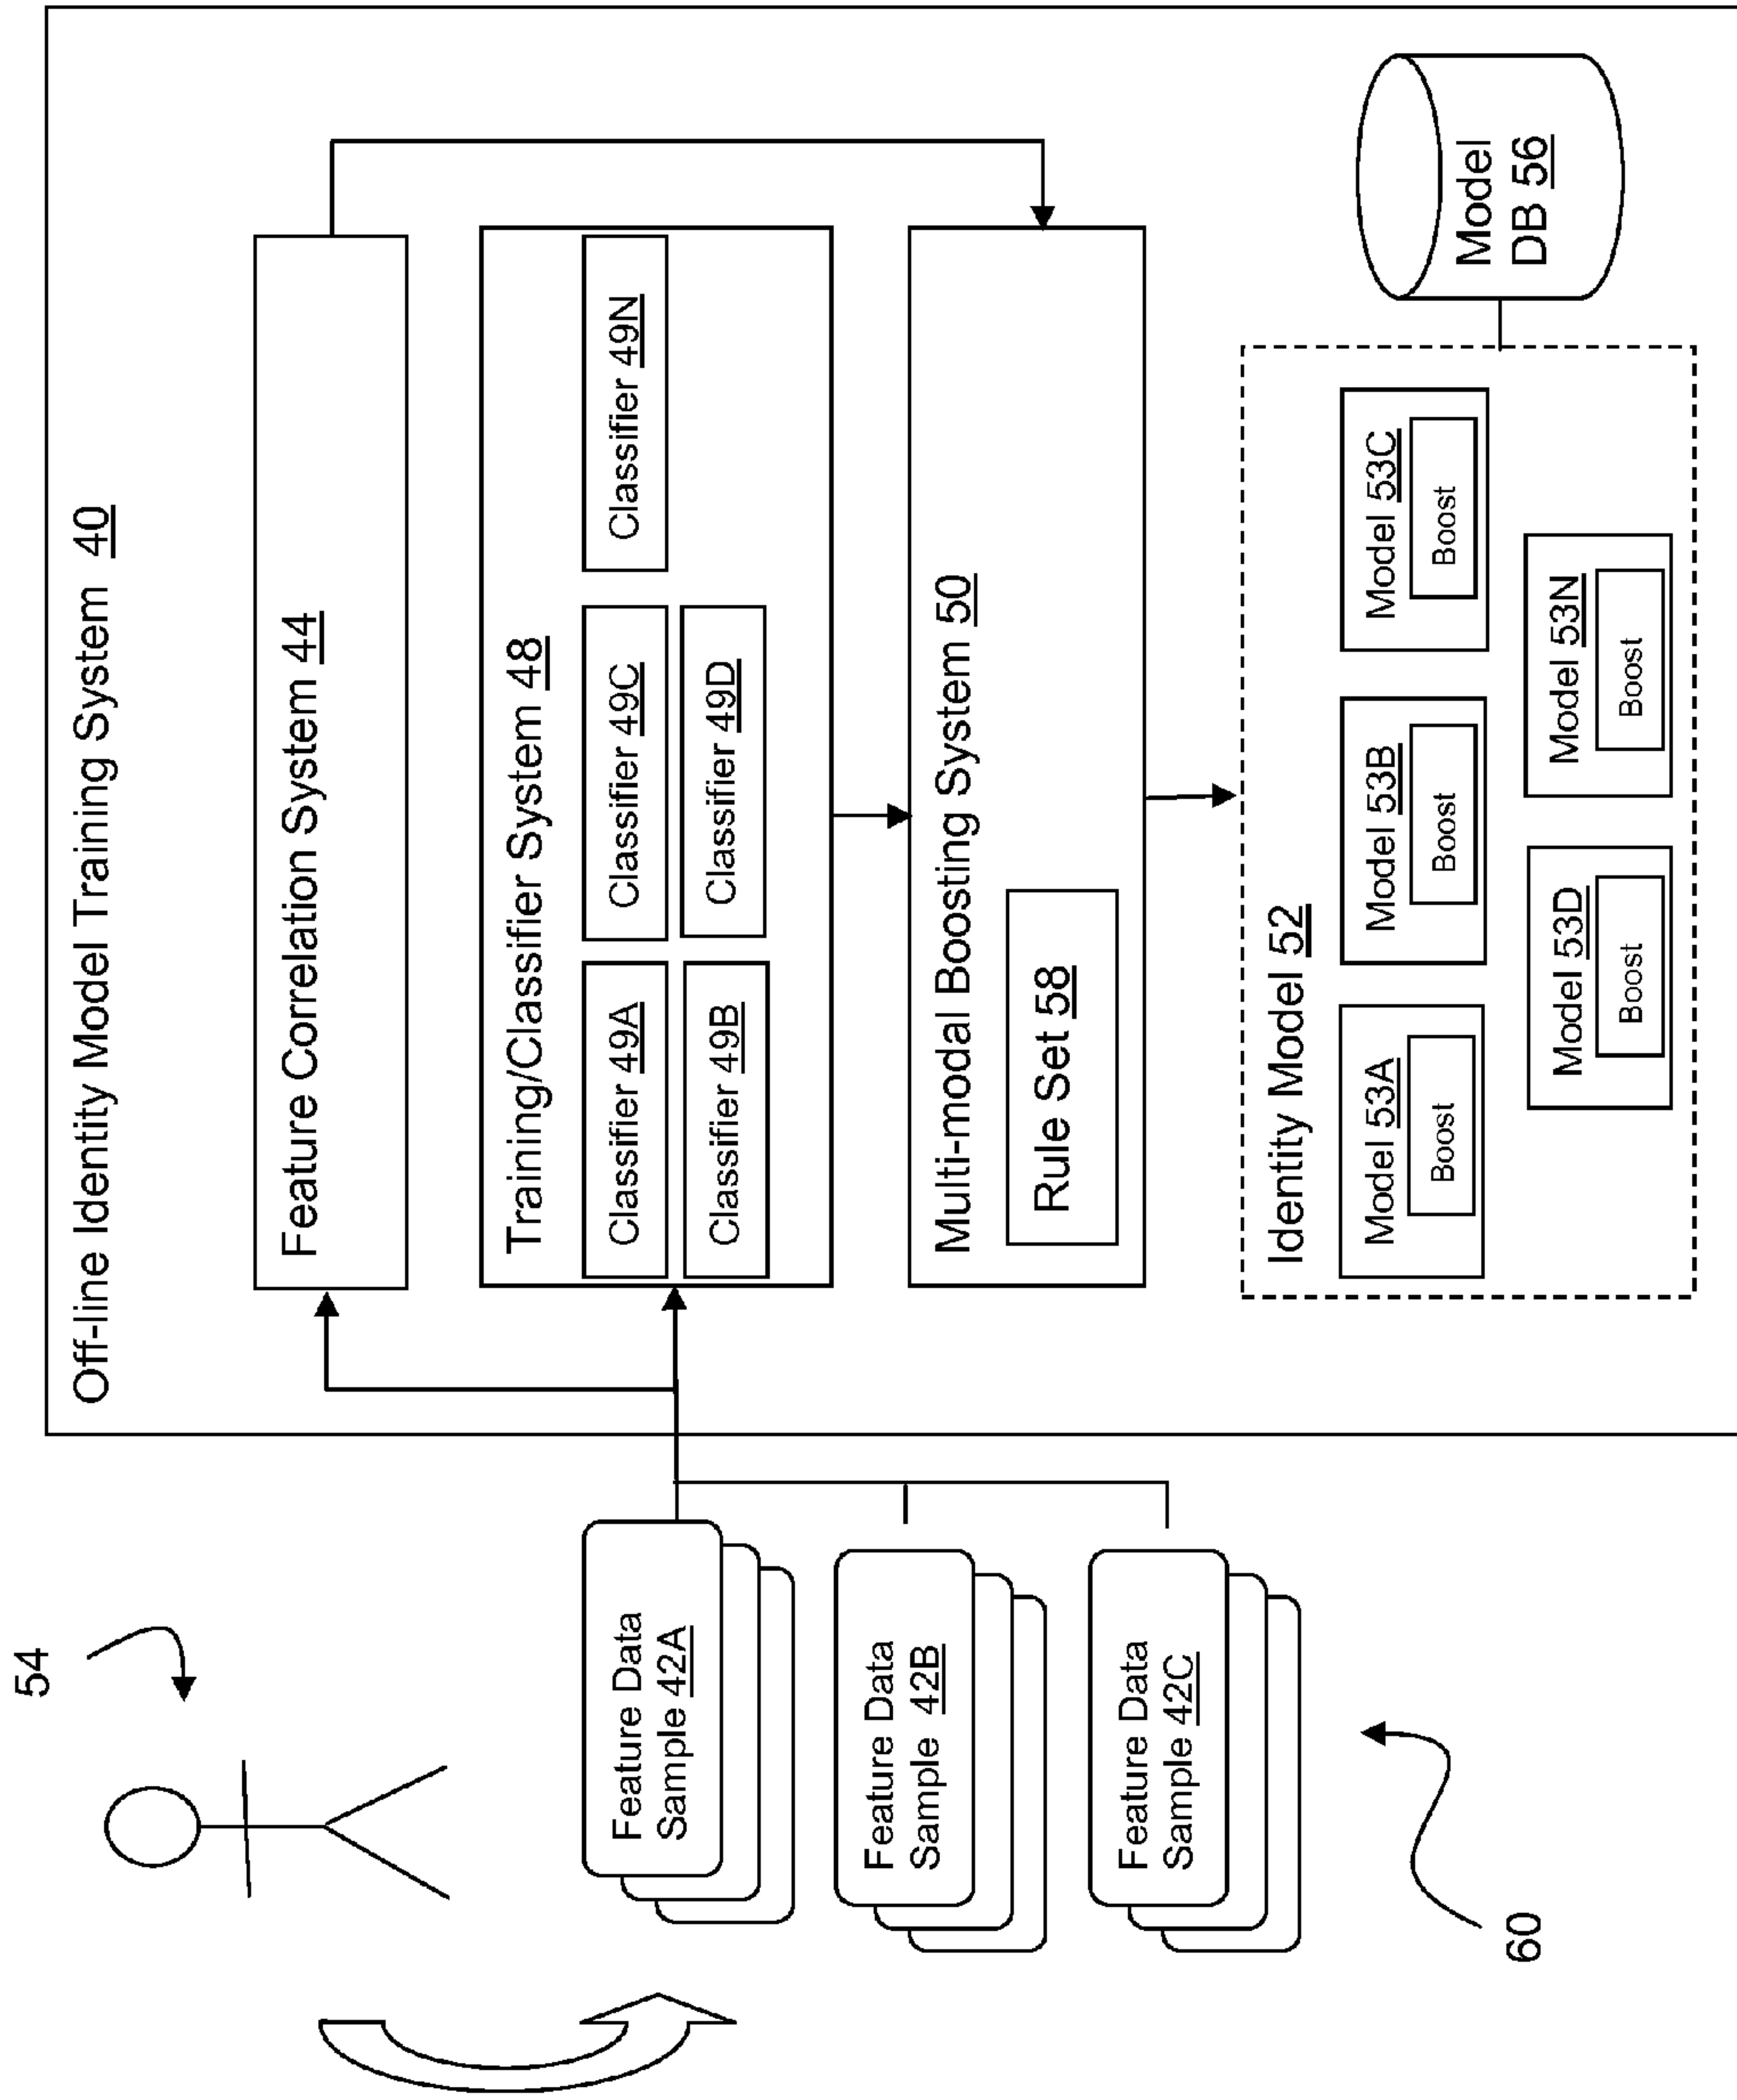 54
Feature Data
Sample 42A
Feature Data
Sample 42B
Feature Data
Sample 42C
60
Off-line Identity Model Training System 40
Feature Correlation System 44
Training/Classifier System 48
Classifier 49A
Classifier 49C
Classifier 49N
Classifier 49B
Classifier 49D
Multi-modal Boosting System 50
Rule Set 58
Identity Model 52
Model 53A
Boost
Model 53B
Boost
Model 53C
Boost
Model 53D
Boost
Model 53N
Boost
Model
DB 56